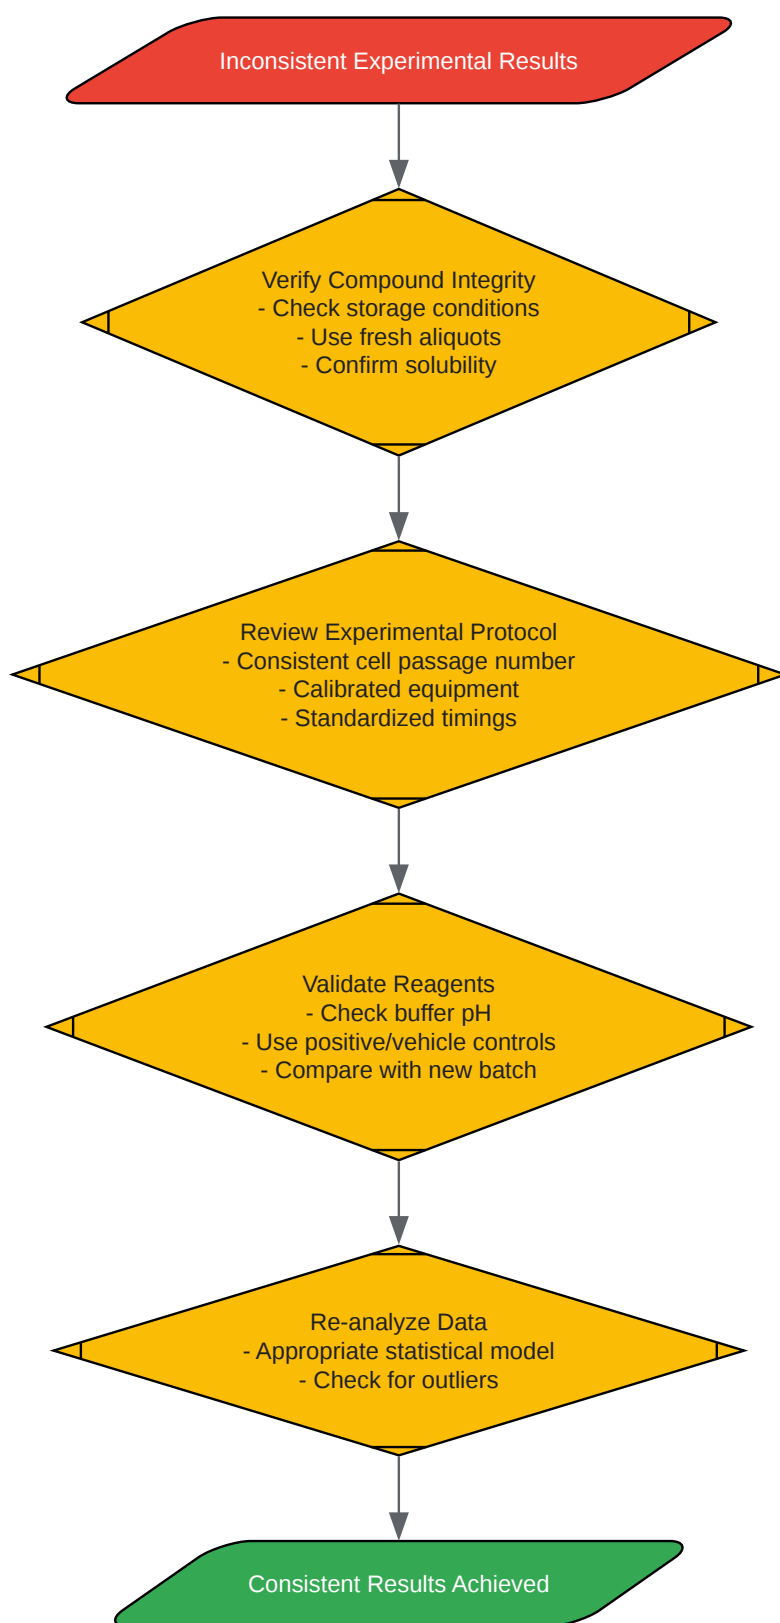 Inconsistent Experimental Results
Verify Compound Integrity
- Check storage conditions
- Use fresh aliquots
- Confirm solubility
Review Experimental Protocol
- Consistent cell passage number
- Calibrated equipment
- Standardized timings
Validate Reagents
- Check buffer pH
- Use positive/vehicle controls
- Compare with new batch
Re-analyze Data
- Appropriate statistical model
- Check for outliers
Consistent Results Achieved